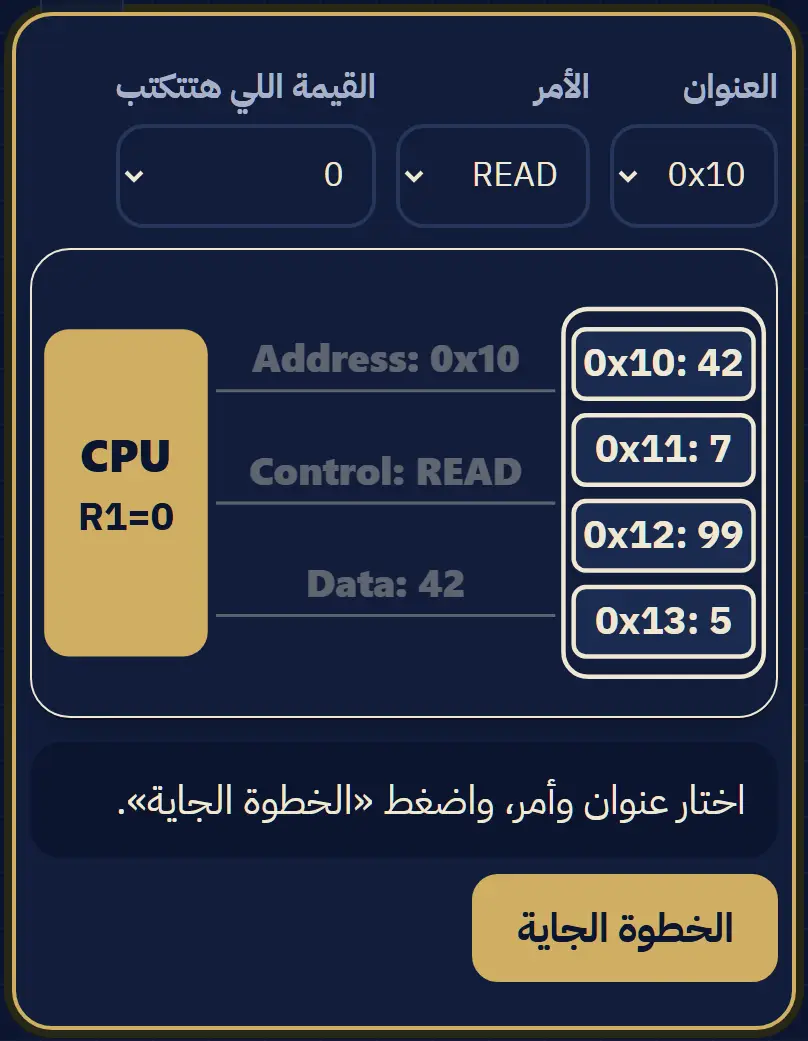 العنوان
الأمر
القيمة اللي هتتكتب
0x10
READ
0
CPU
R1=0
Address: 0x10
Control: READ
Data: 42
0x10: 42
0x11: 7
0x12: 99
0x13: 5
اختار عنوان وأمر، واضغط «الخطوة الجاية».
الخطوة الجاية